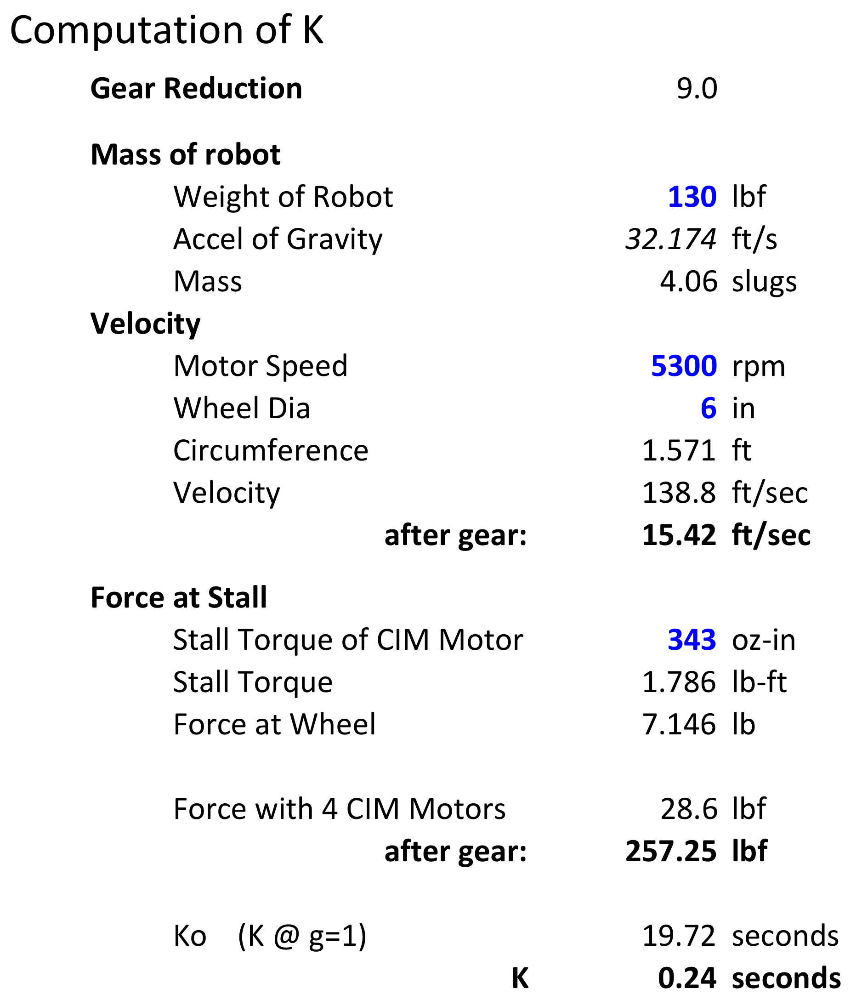 Computation of K
Gear Reduction 9.0
Mass of robot
Weight of Robot 130 lbf
Accel of Gravity 32.174 ft/s
Mass 4.06 slugs
Velocity
Motor Speed 5300 rpm
Wheel Dia 6 in
Circumference 1.571 ft
Velocity 138.8 ft/sec
after gear: 15.42 ft/sec
Force at Stall
Stall Torque of CIM Motor 343 oz-in
Stall Torque 1.786 lb-ft
Force at Wheel 7.146 lb
Force with 4 CIM Motors 28.6 lbf
after gear: 257.25 lbf
Ko (K @ g=1) 19.72 seconds
K 0.24 seconds